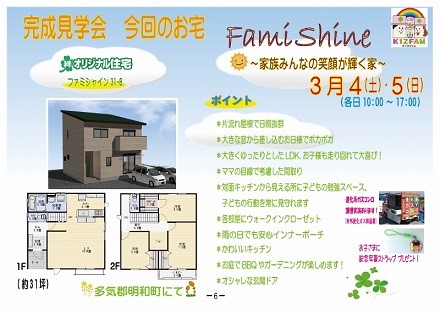 完成見学会 今回のお宅
FamiShine
KIZFAM
～家族みんなの笑顔が輝く家～
オリジナル住宅
ファミシャイン31-8
3月4(土)・5(日)
(各日10:00～17:00)
ポイント
*片流れ屋根で日照抜群
*大きな窓から差し込むお日様でポカポカ
*大きくゆったりとしたLDK、お子様も走り回れて大喜び！
*ママの目線で考慮した間取り
*対面キッチンから見える所に子どもの勉強スペース、
子どもの行動を常に見守れます
*各部屋にウォークインクローゼット
*雨の日でも安心インナーポーチ
*かわいいキッチン
*お庭でBBQやガーデニングが楽しめます！
*オシャレな玄関ドア
お子さまに
記念写真ストラップ プレゼント！
1F
2F
(約31坪)
多気郡明和町にて
－6－